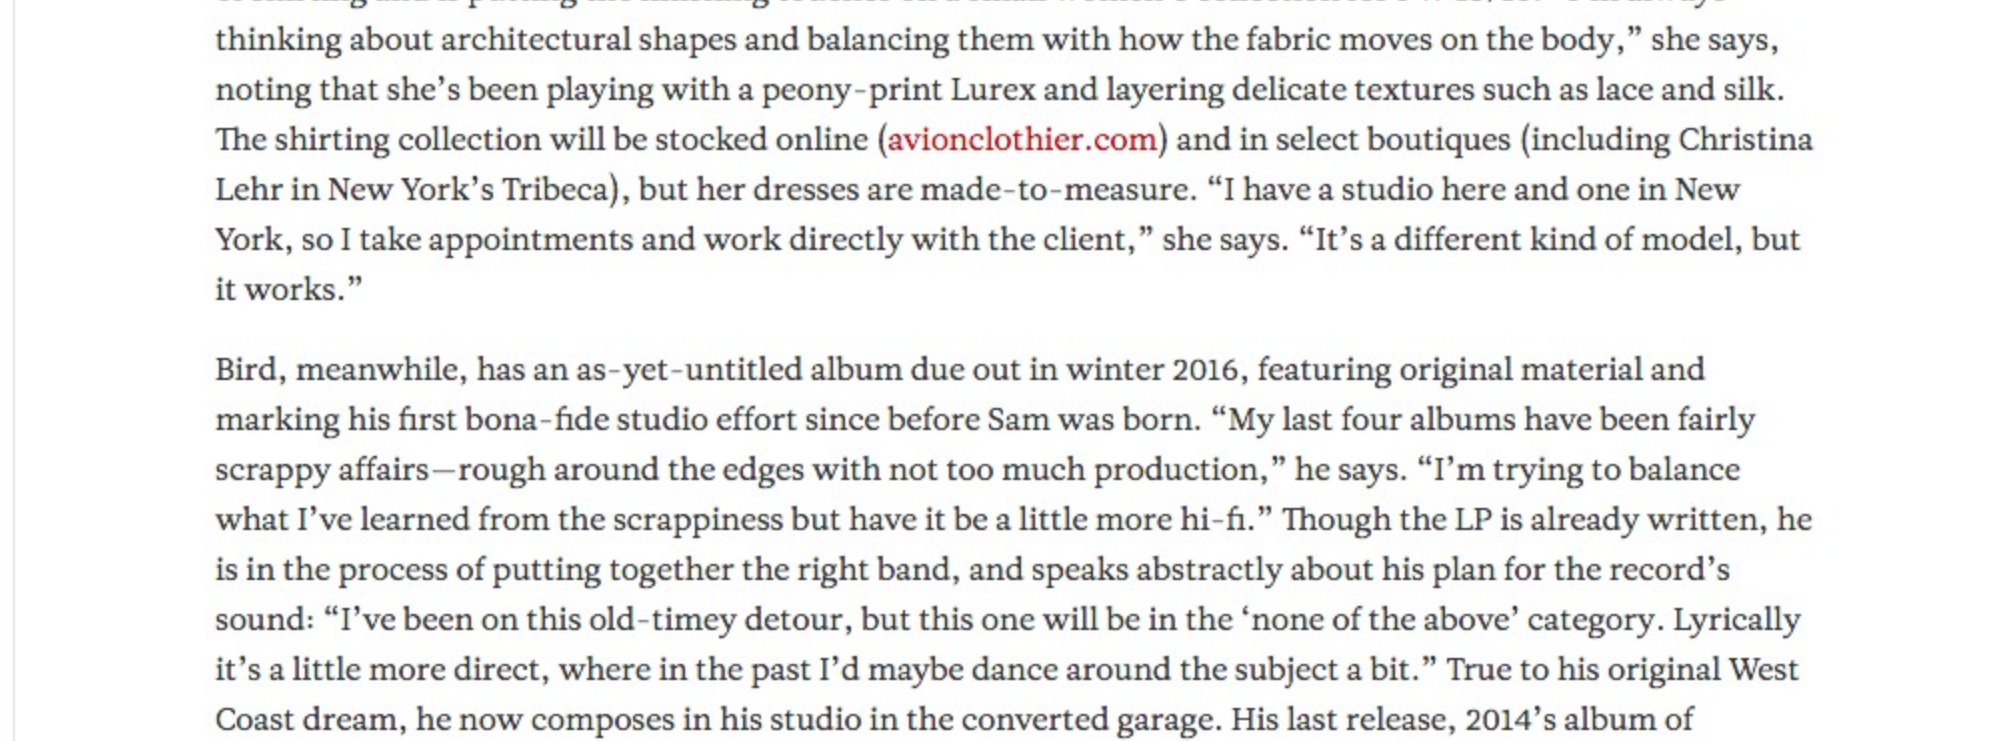 thinking about architectural shapes and balancing them with how the fabric moves on the body,” she says,
noting that she’s been playing with a peony-print Lurex and layering delicate textures such as lace and silk.
The shirting collection will be stocked online (avionclothier.com) and in select boutiques (including Christina
Lehr in New York’s Tribeca), but her dresses are made-to-measure. “I have a studio here and one in New
York, so I take appointments and work directly with the client,” she says. “It’s a different kind of model, but
it works.”
Bird, meanwhile, has an as-yet-untitled album due out in winter 2016, featuring original material and
marking his first bona-fide studio effort since before Sam was born. “My last four albums have been fairly
scrappy affairs—rough around the edges with not too much production,” he says. “I’m trying to balance
what I’ve learned from the scrappiness but have it be a little more hi-fi.” Though the LP is already written, he
is in the process of putting together the right band, and speaks abstractly about his plan for the record’s
sound: “I’ve been on this old-timey detour, but this one will be in the ‘none of the above’ category. Lyrically
it’s a little more direct, where in the past I’d maybe dance around the subject a bit.” True to his original West
Coast dream, he now composes in his studio in the converted garage. His last release, 2014’s album of